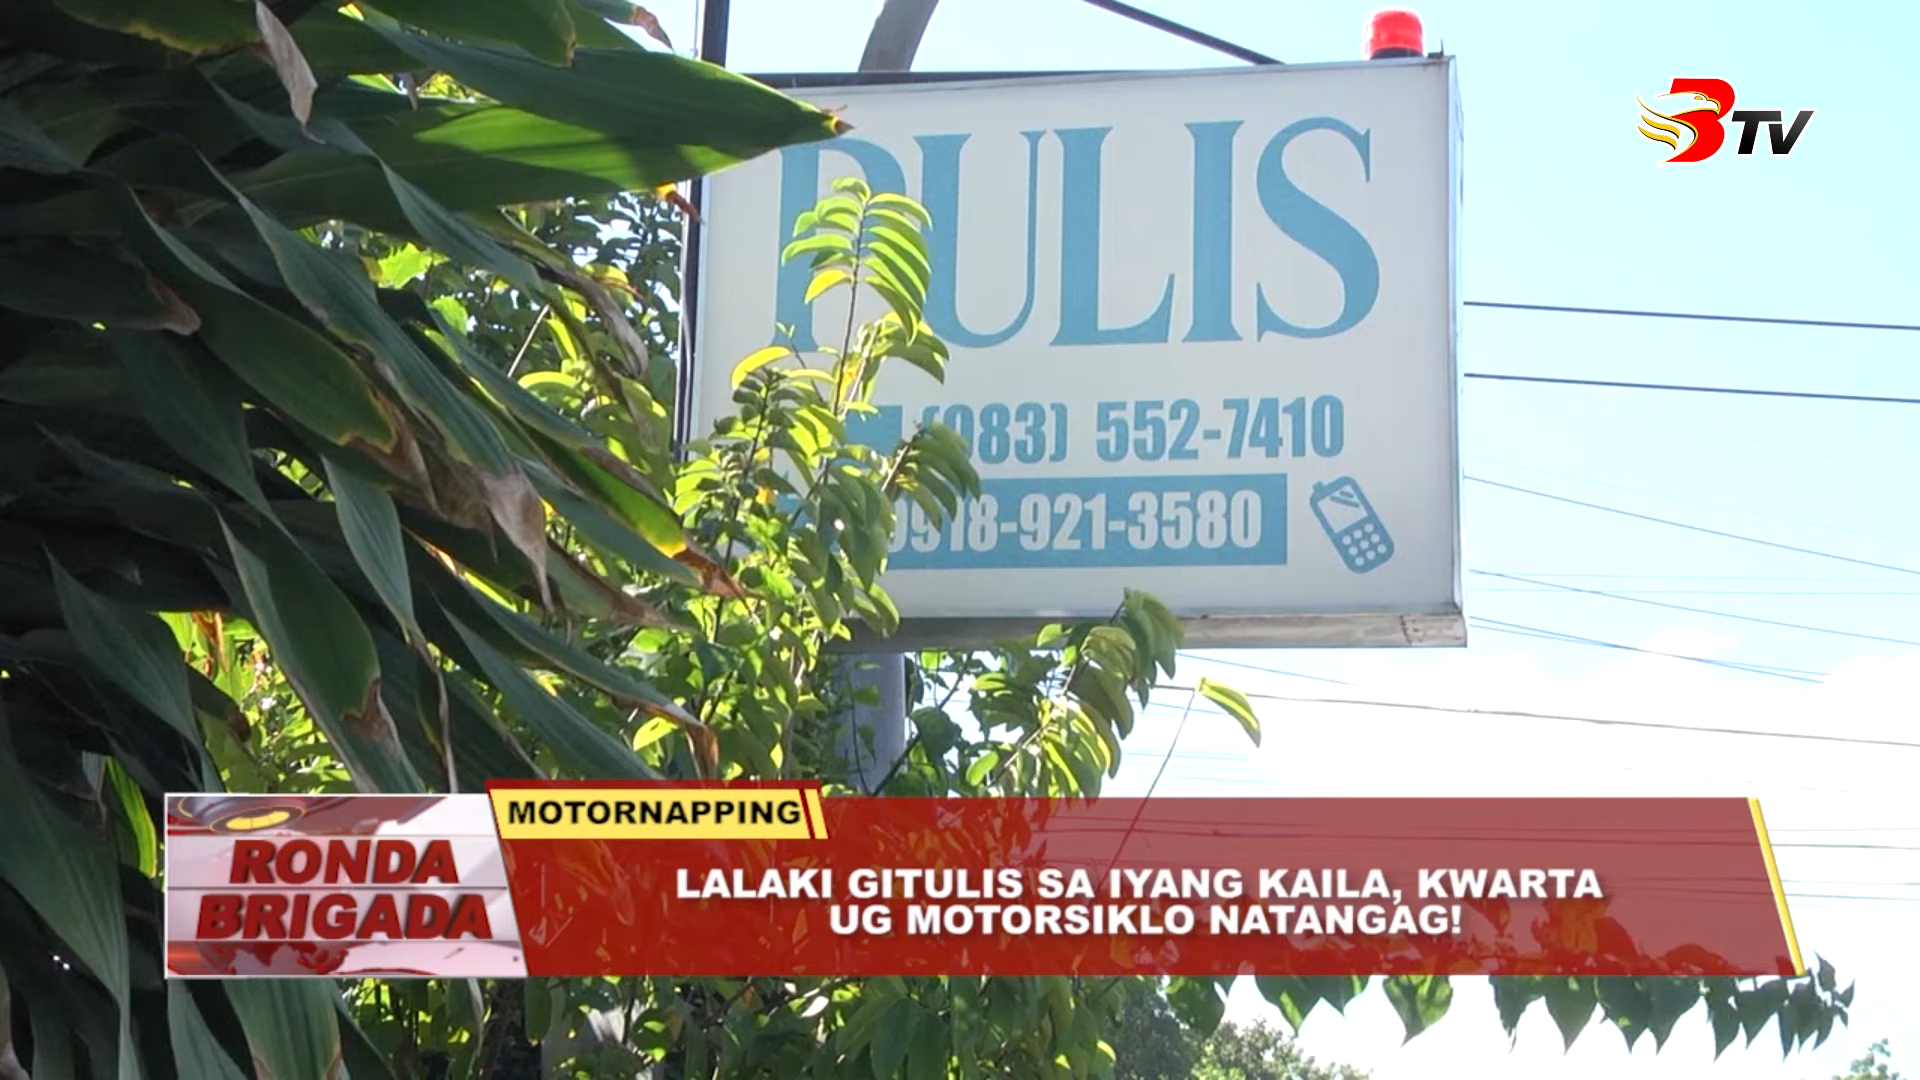 BTV
PULIS
(083) 552-7410
0918-921-3580
MOTORNAPPING
RONDA
BRIGADA
LALAKI GITULIS SA IYANG KAILA, KWARTA
UG MOTORSIKLO NATANGAG!